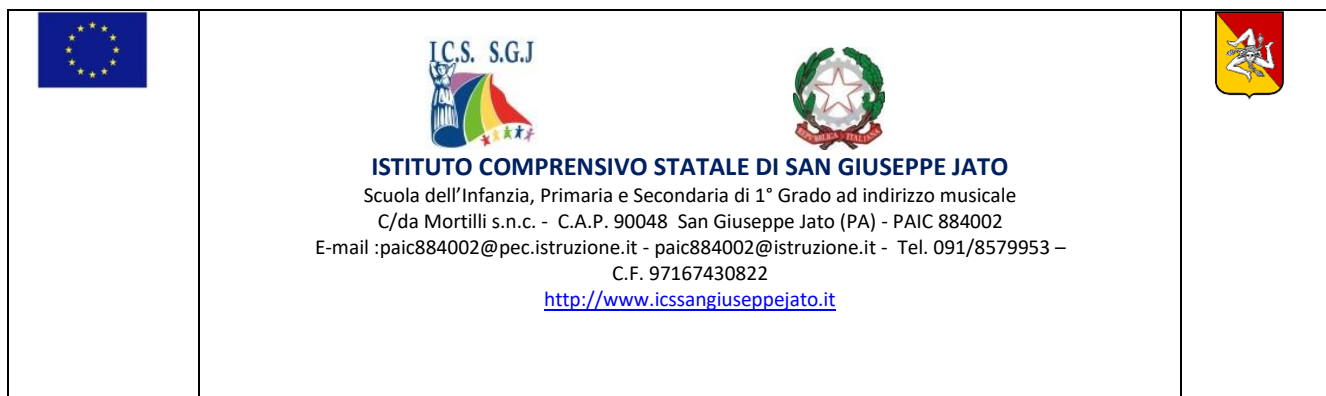 I.C.S. S.G.J
REPVBBLICA ITALIANA
ISTITUTO COMPRENSIVO STATALE DI SAN GIUSEPPE JATO
Scuola dell’Infanzia, Primaria e Secondaria di 1° Grado ad indirizzo musicale
C/da Mortilli s.n.c. - C.A.P. 90048 San Giuseppe Jato (PA) - PAIC 884002
E-mail :paic884002@pec.istruzione.it - paic884002@istruzione.it - Tel. 091/8579953 –
C.F. 97167430822
http://www.icssangiuseppejato.it